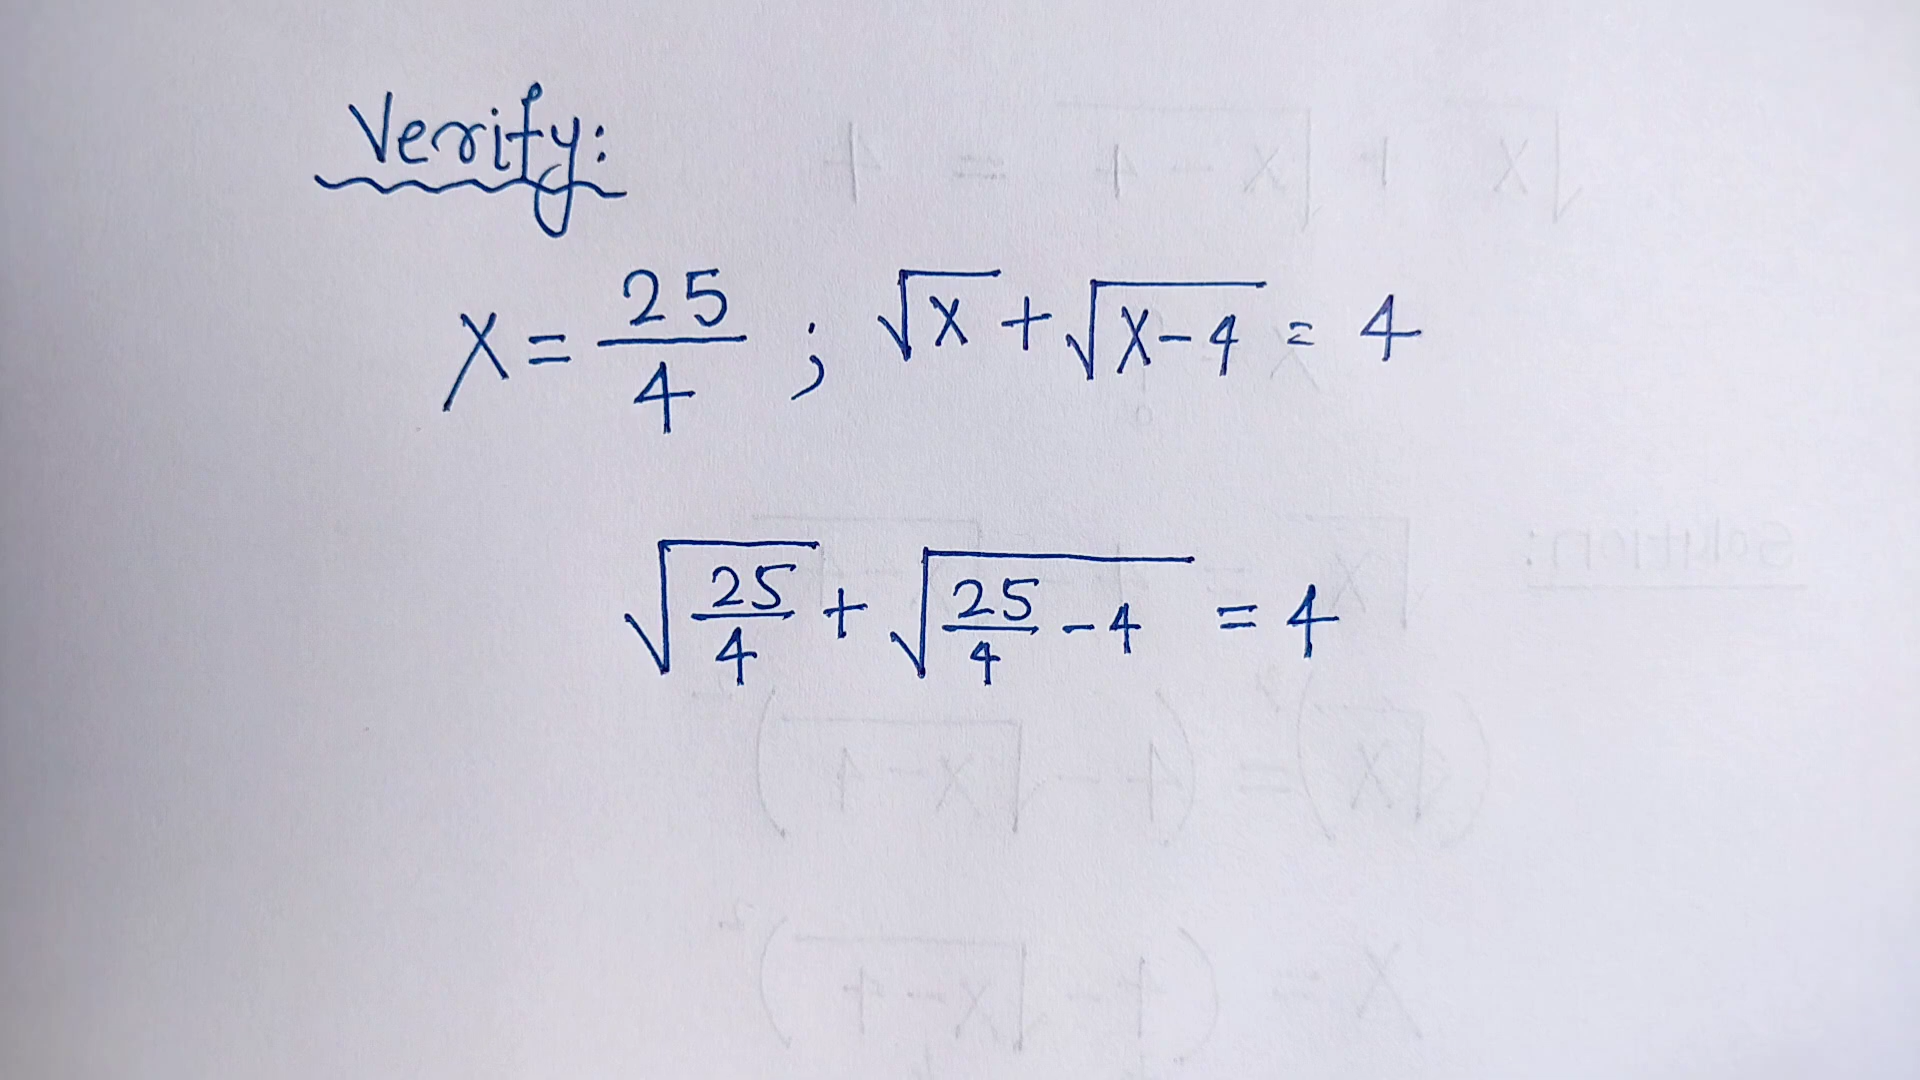 Verify:
X = 25/4 ; √x + √(x-4) = 4
√(25/4) + √(25/4 - 4) = 4